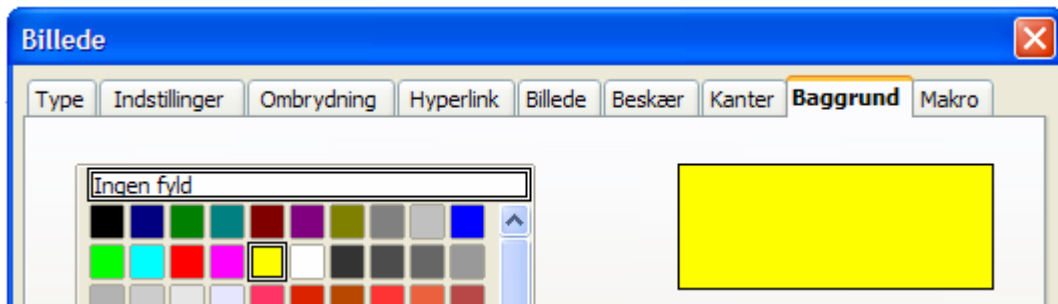 Billede
Type Indstillinger Ombrydning Hyperlink Billede Beskær Kanter Baggrund Makro
Ingen fyld